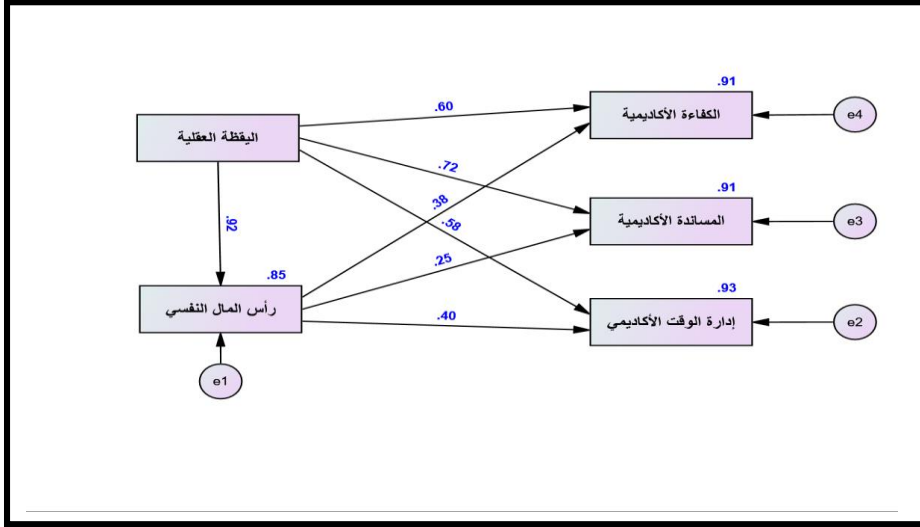 .91
.60
اليقظة العقلية
الكفاءة الأكاديمية
e4
.72
.91
.38
.92
.58
المساندة الأكاديمية
e3
.25
.85
.93
رأس المال النفسي
.40
إدارة الوقت الأكاديمي
e2
e1